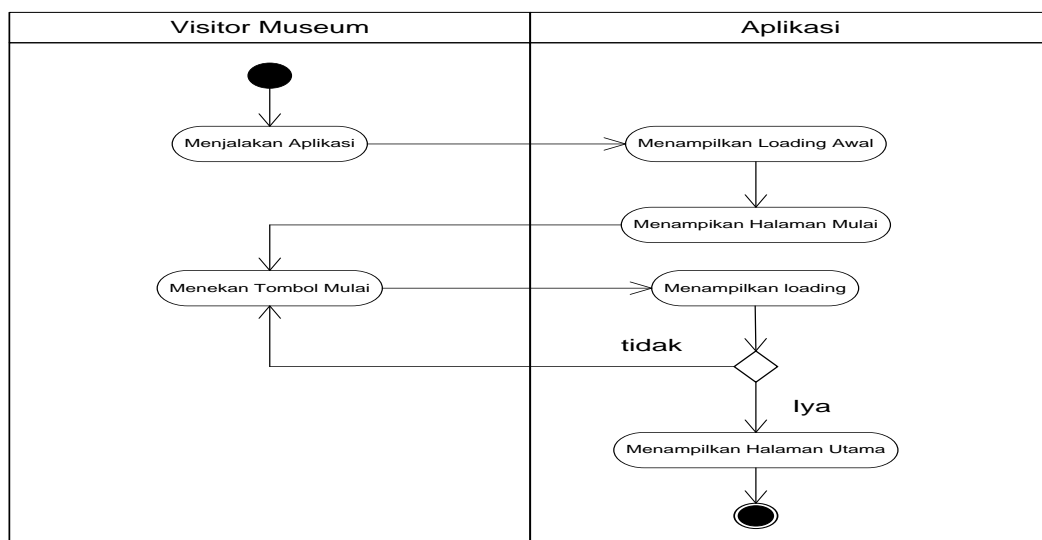 Visitor Museum
Aplikasi
Menjalakan Aplikasi
Menampilkan Loading Awal
Menampikan Halaman Mulai
Menekan Tombol Mulai
Menampilkan loading
tidak
Iya
Menampilkan Halaman Utama